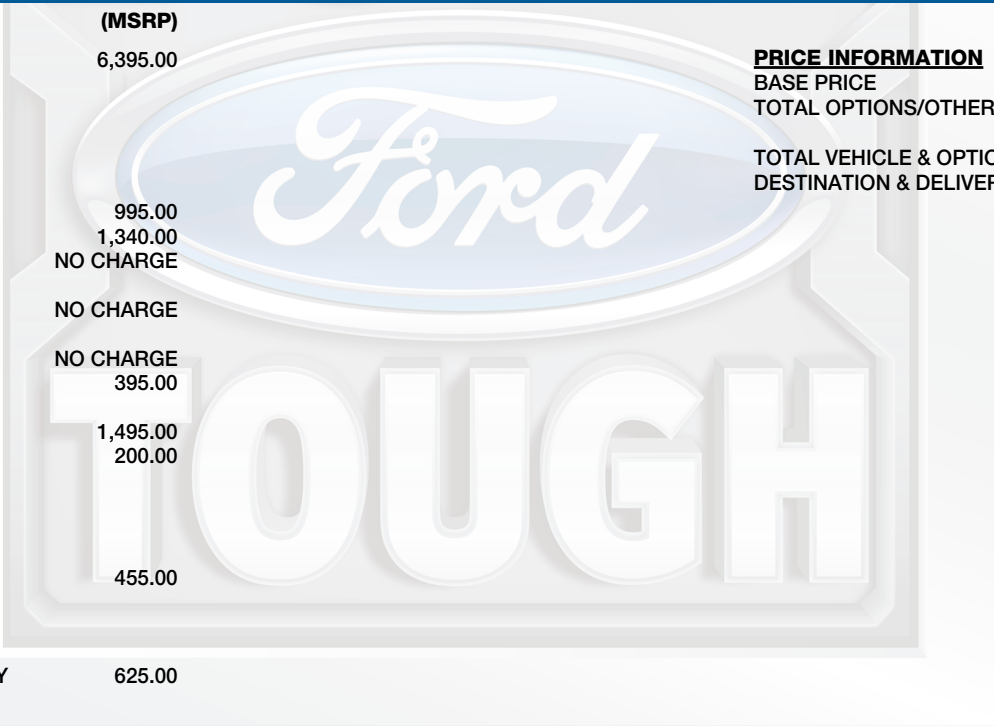 (MSRP)
6,395.00
995.00
1,340.00
NO CHARGE
NO CHARGE
NO CHARGE
395.00
1,495.00
200.00
455.00
Y 625.00
PRICE INFORMATION
BASE PRICE
TOTAL OPTIONS/OTHER
TOTAL VEHICLE & OPTIO
DESTINATION & DELIVER
Ford
TOUGH